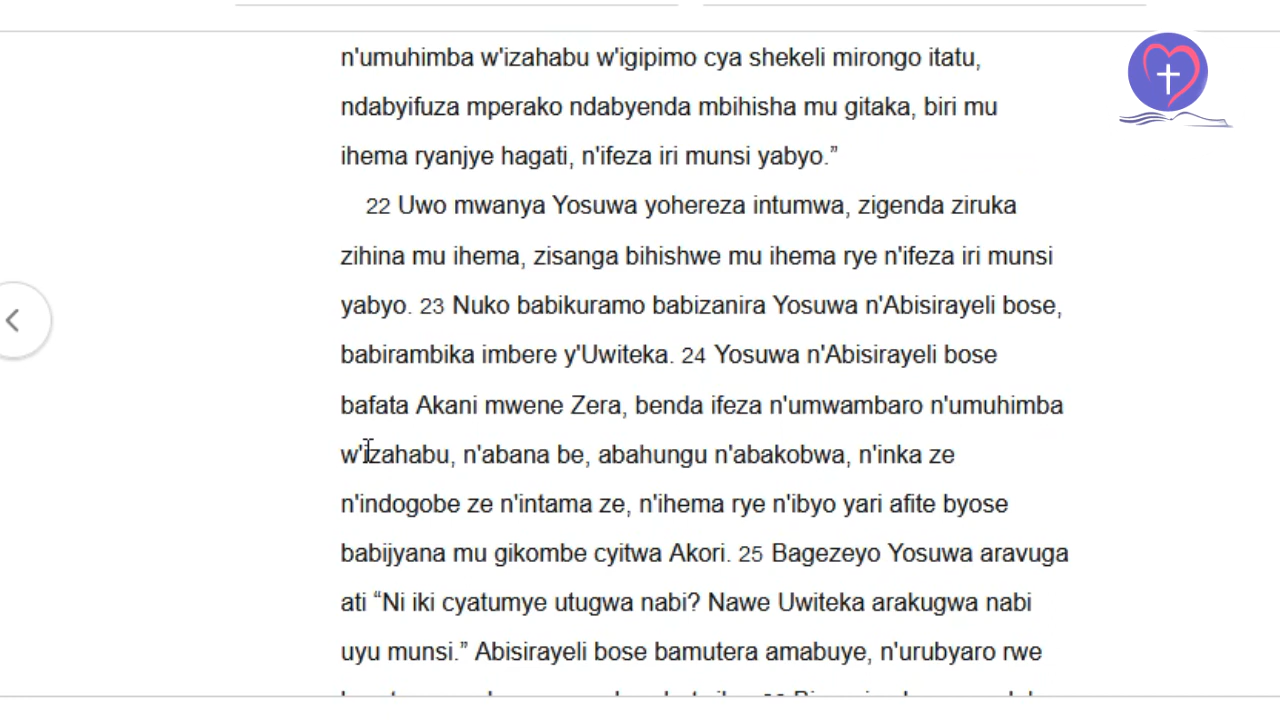 n'umuhimba w'izahabu w'igipimo cya shekeli mirongo itatu,
ndabyifuza mperako ndabyenda mbihisha mu gitaka, biri mu
ihema ryanjye hagati, n'ifeza iri munsi yabyo.”
22 Uwo mwanya Yosuwa yohereza intumwa, zigenda ziruka
zihina mu ihema, zisanga bihishwe mu ihema rye n'ifeza iri munsi
yabyo. 23 Nuko babikuramo babizanira Yosuwa n'Abisirayeli bose,
babirambika imbere y'Uwiteka. 24 Yosuwa n'Abisirayeli bose
bafata Akani mwene Zera, benda ifeza n'umwambaro n'umuhimba
w'izahabu, n'abana be, abahungu n'abakobwa, n'inka ze
n'indogobe ze n'intama ze, n'ihema rye n'ibyo yari afite byose
babijyana mu gikombe cyitwa Akori. 25 Bagezeyo Yosuwa aravuga
ati “Ni iki cyatumye utugwa nabi? Nawe Uwiteka arakugwa nabi
uyu munsi.” Abisirayeli bose bamutera amabuye, n'urubyaro rwe